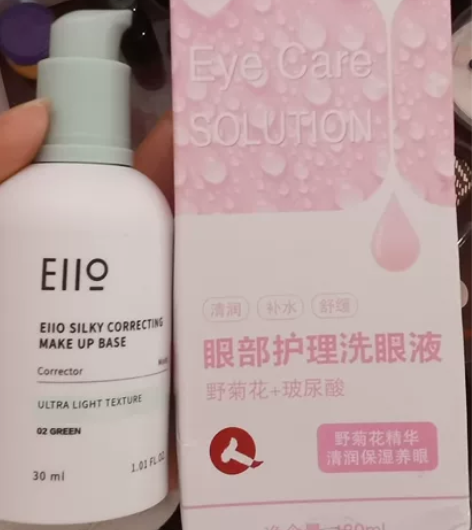 EIIO
EIIO SILKY CORRECTING
MAKE UP BASE
Corrector
ULTRA LIGHT TEXTURE
02 GREEN
30 ml
1.01 FL
Eye Care
SOLUTION
清润 补水 舒缓
眼部护理洗眼液
野菊花+玻尿酸
野菊花精华
清润保湿养眼